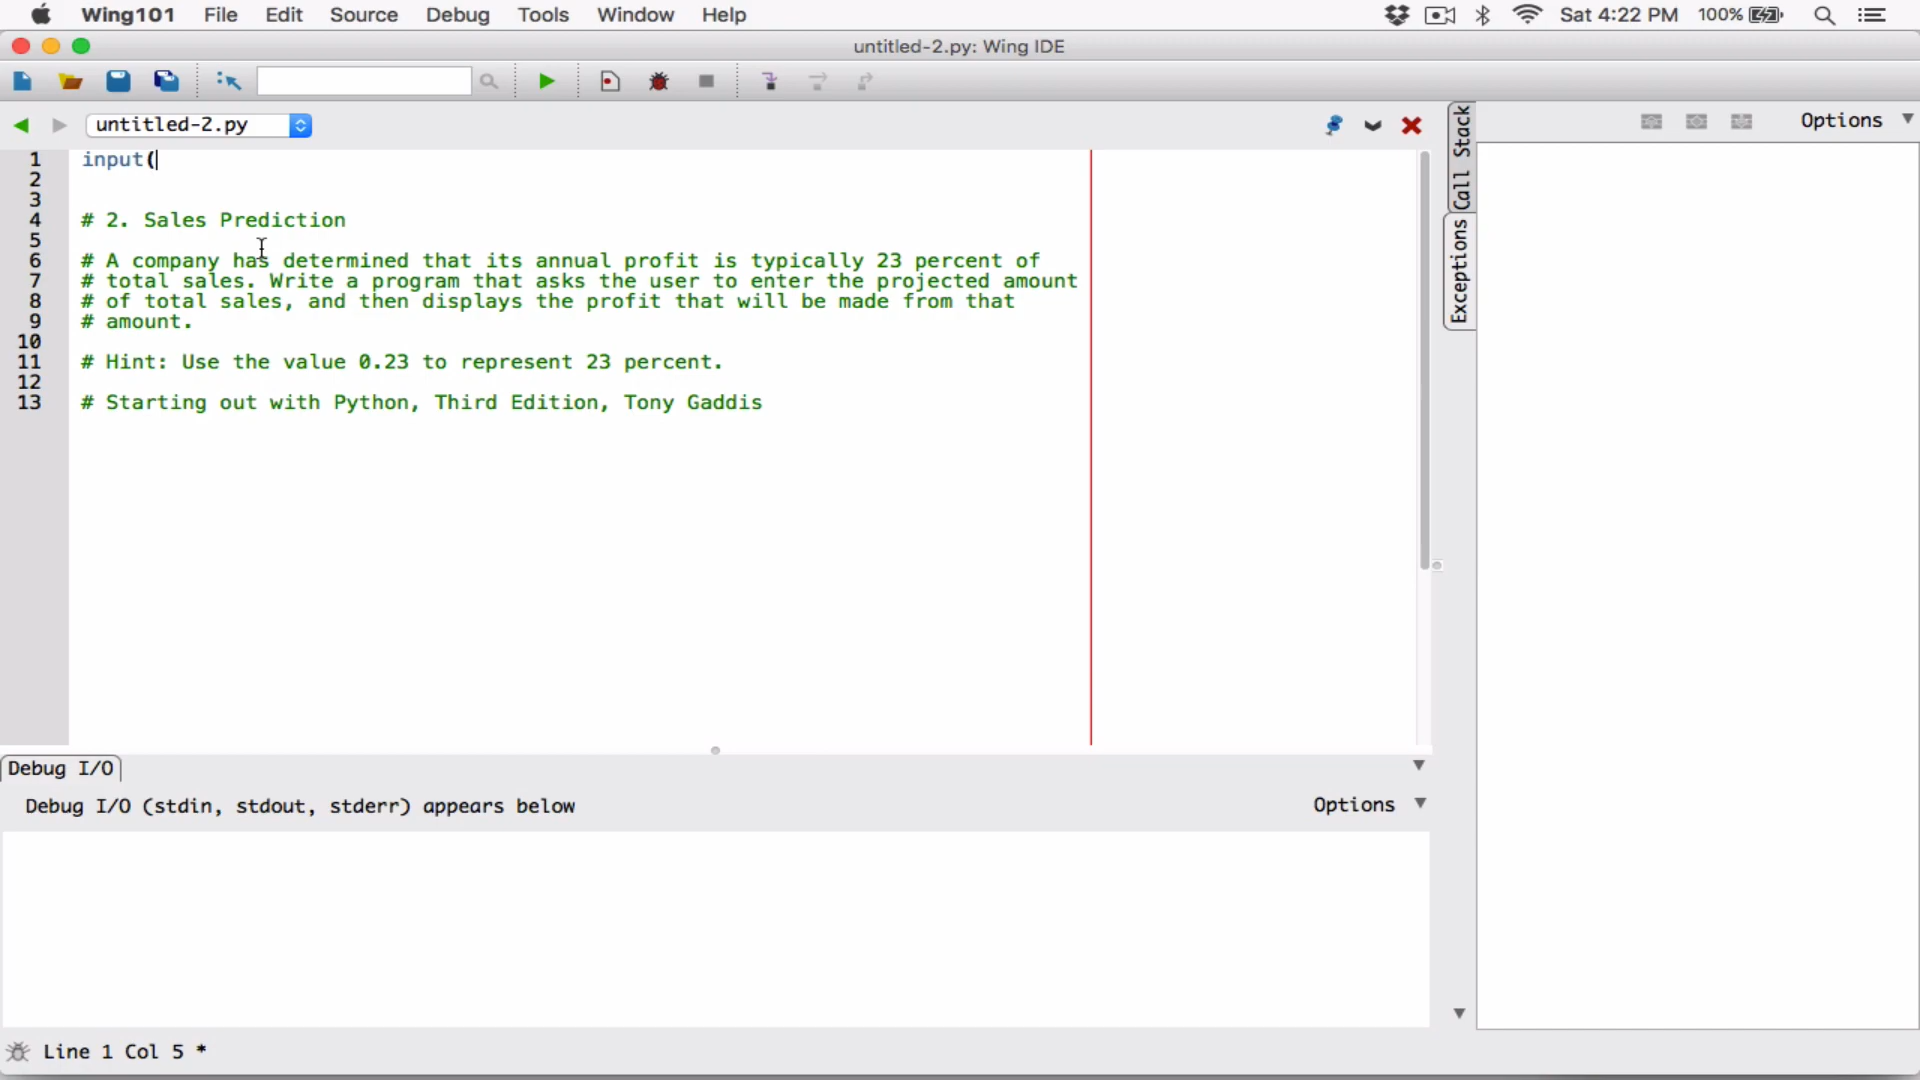 Wing101 File Edit Source Debug Tools Window Help Sat 4:22 PM 100%
untitled-2.py: Wing IDE
untitled-2.py Options
1 input(
2
3
4 # 2. Sales Prediction
5
6 # A company has determined that its annual profit is typically 23 percent of
7 # total sales. Write a program that asks the user to enter the projected amount
8 # of total sales, and then displays the profit that will be made from that
9 # amount.
10
11 # Hint: Use the value 0.23 to represent 23 percent.
12
13 # Starting out with Python, Third Edition, Tony Gaddis
Call Stack
Exceptions
Debug I/O
Debug I/O (stdin, stdout, stderr) appears below Options
Line 1 Col 5 *